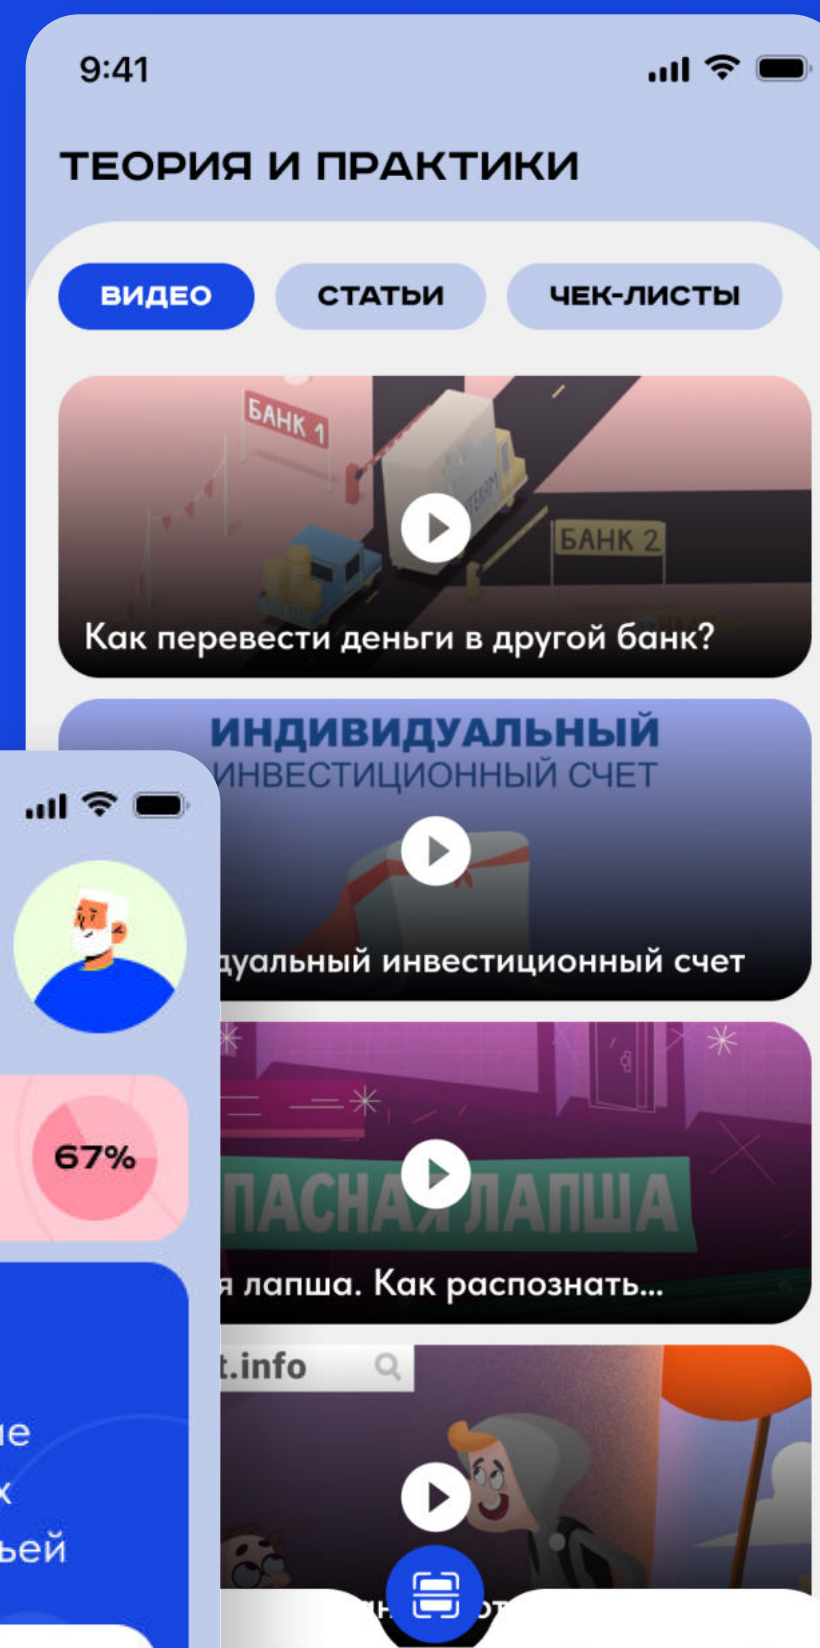 9:41
ТЕОРИЯ И ПРАКТИКИ
ВИДЕО
СТАТЬИ
ЧЕК-ЛИСТЫ
БАНК 1
БАНК 2
Как перевести деньги в другой банк?
ИНДИВИДУАЛЬНЫЙ
ИНВЕСТИЦИОННЫЙ СЧЕТ
дуальный инвестиционный счет
67%
ПАСНАЯ ЛАПША
я лапша. Как распознать...
t.info
ие
х
ьей